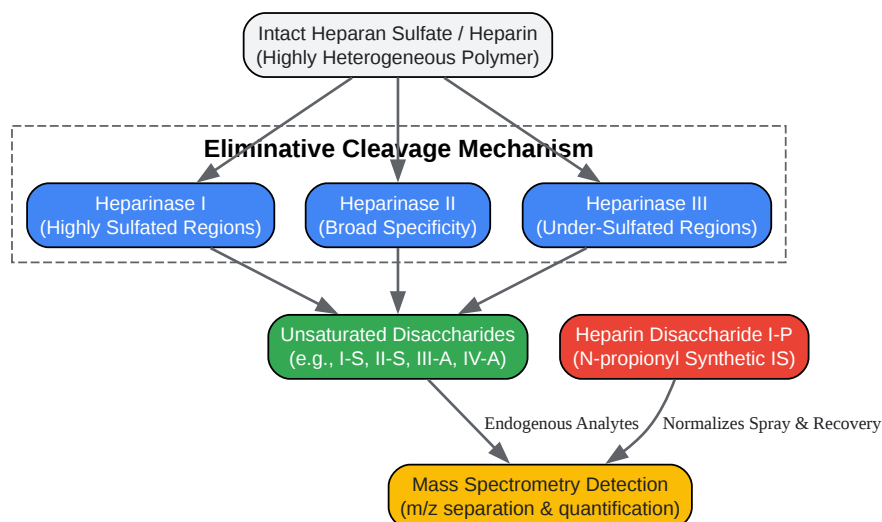 Intact Heparan Sulfate / Heparin
(Highly Heterogeneous Polymer)
Eliminative Cleavage Mechanism
Heparinase I
(Highly Sulfated Regions)
Heparinase II
(Broad Specificity)
Heparinase III
(Under-Sulfated Regions)
Unsaturated Disaccharides
(e.g., I-S, II-S, III-A, IV-A)
Heparin Disaccharide I-P
(N-propionyl Synthetic IS)
Endogenous Analytes
Normalizes Spray & Recovery
Mass Spectrometry Detection
(m/z separation & quantification)